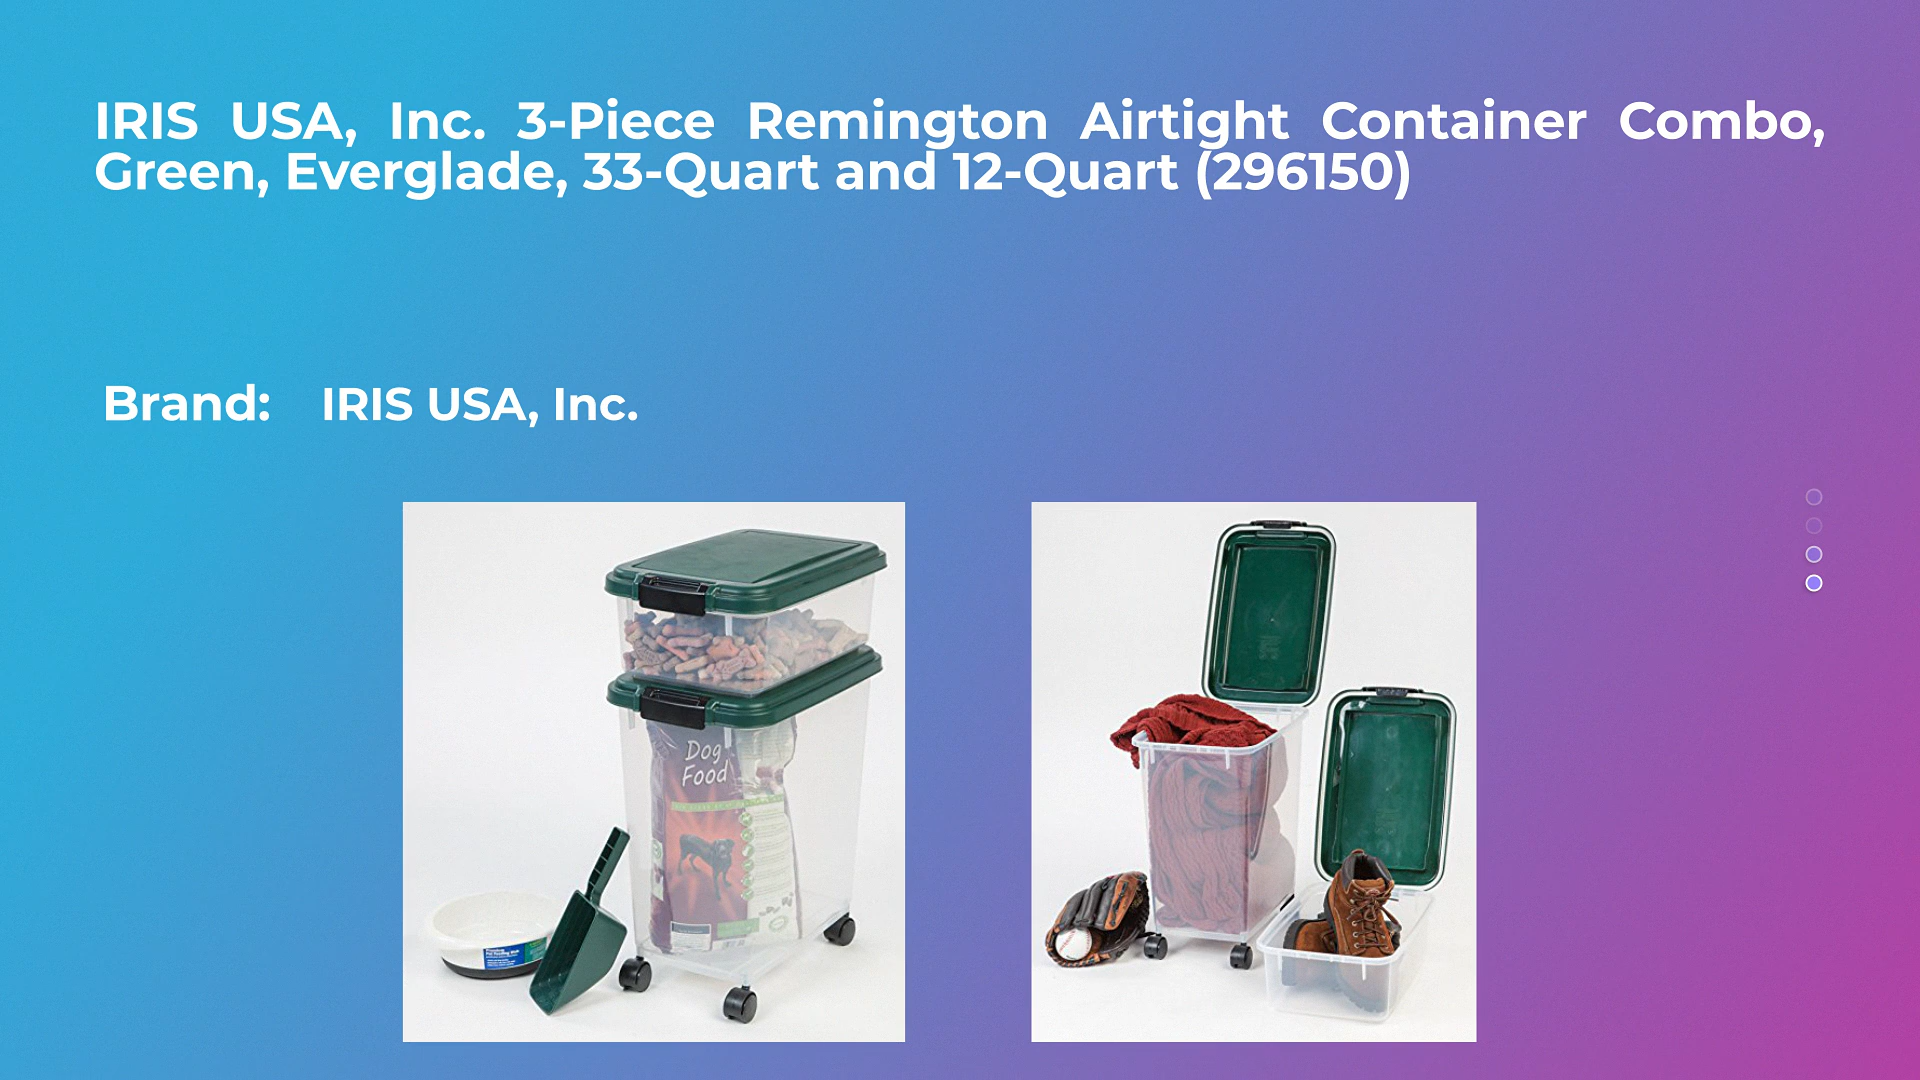 IRIS USA, Inc. 3-Piece Remington Airtight Container Combo,
Green, Everglade, 33-Quart and 12-Quart (296150)
Brand: IRIS USA, Inc.
Dog
Food